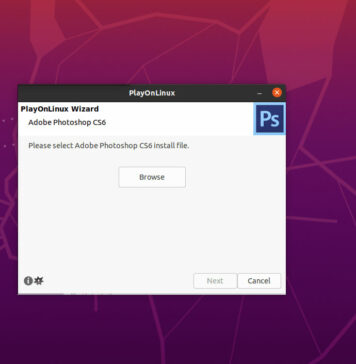 PlayOnLinux
PlayOnLinux Wizard
Adobe Photoshop CS6
Ps
Please select Adobe Photoshop CS6 install file.
Browse
Next
Cancel